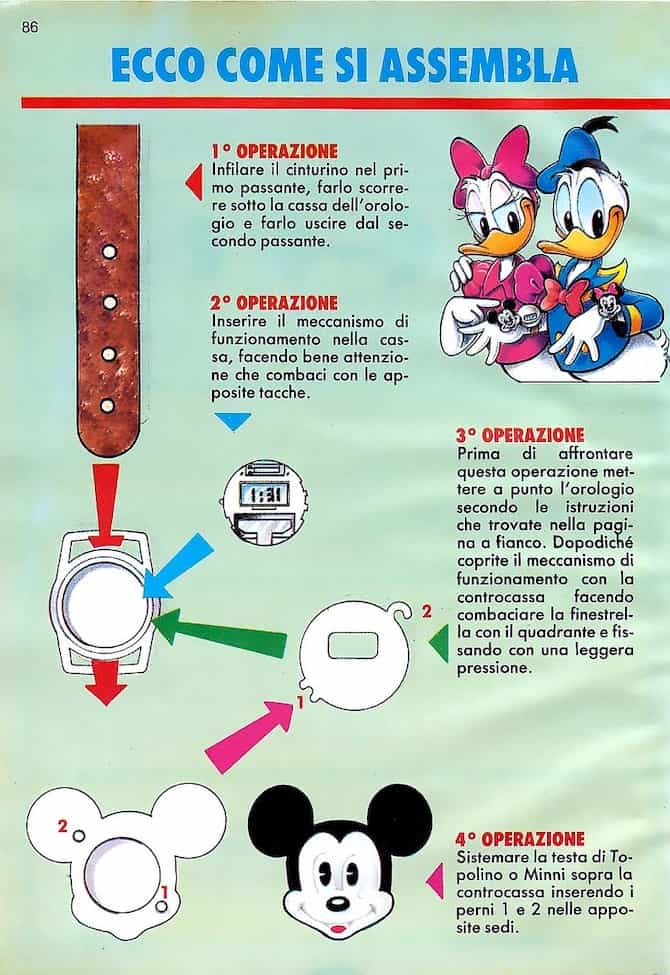 86
ECCO COME SI ASSEMBLA
1° OPERAZIONE
Infilare il cinturino nel pri-
mo passante, farlo scorre-
re sotto la cassa dell'orolo-
gio e farlo uscire dal se-
condo passante.
2° OPERAZIONE
Inserire il meccanismo di
funzionamento nella cas-
sa, facendo bene attenzio-
ne che combaci con le ap-
posite tacche.
1:31
3° OPERAZIONE
Prima di affrontare
questa operazione met-
tere a punto l'orologio
secondo le istruzioni
che trovate nella pagi-
na a fianco. Dopodiché
coprite il meccanismo di
funzionamento con la
controcassa facendo
combaciare la finestrel-
la con il quadrante e fis-
sando con una leggera
pressione.
2
1
2
1
4° OPERAZIONE
Sistemare la testa di To-
polino o Minni sopra la
controcassa inserendo i
perni 1 e 2 nelle appo-
site sedi.